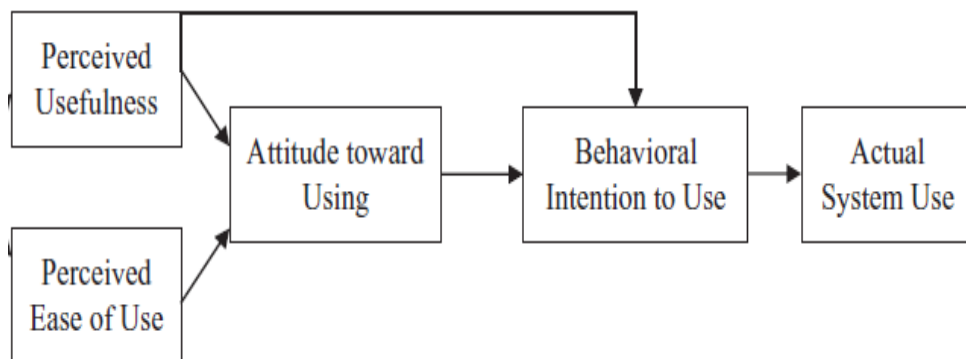 Perceived
Usefulness
Attitude toward
Using
Behavioral
Intention to Use
Actual
System Use
Perceived
Ease of Use